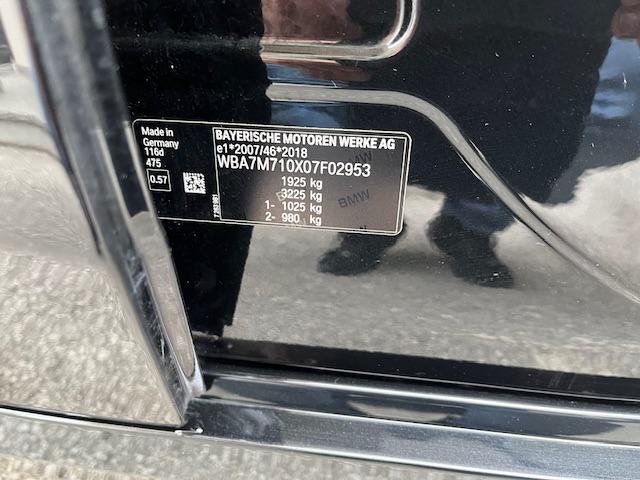 Made in
Germany
116d
475
0.57
BAYERISCHE MOTOREN WERKE AG
e1*2007/46*2018
WBA7M710X07F02953
1925 kg
3225 kg
1- 1025 kg
2- 980 kg
BMW